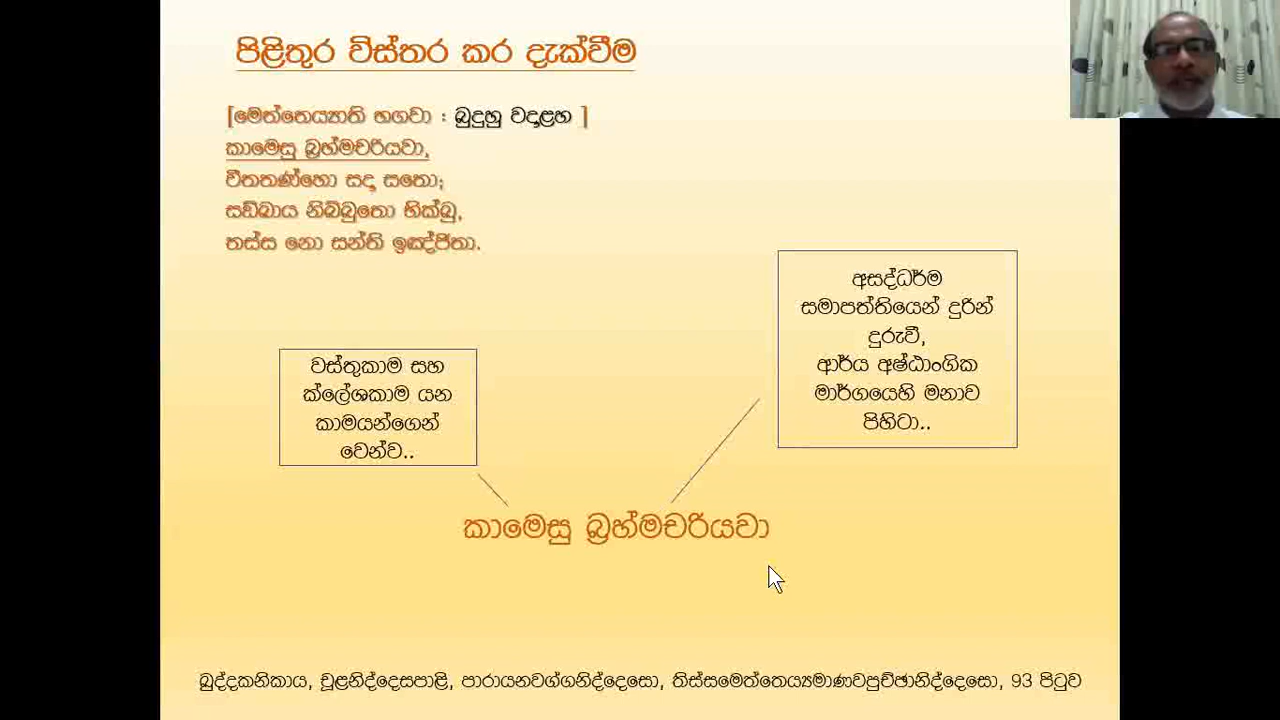 පිළිතුර විස්තර කර දැක්වීම
[මෙත්තෙය්‍යාති භගවා : බුදුහු වදළහ ]
කාමෙසු බ්‍රහ්මචරියවා,
වීතතණ්හො සදා සතො;
සඞ්ඛාය නිබ්බුතො භික්ඛු,
තස්ස නො සන්ති ඉඤ්ජිතා.
අසද්ධර්ම
සමාපත්තියෙන් දුරින්
දුරුවී,
ආර්ය අෂ්ඨාංගික
මාර්ගයෙහි මනාව
පිහිටා..
වස්තුකාම සහ
ක්ලේශකාම යන
කාමයන්ගෙන්
වෙන්ව..
කාමෙසු බ්‍රහ්මචරියවා
ඛුද්දකනිකාය, චූළනිද්දෙසපාළි, පාරායනවග්ගනිද්දෙසො, තිස්සමෙත්තෙය්‍යමාණවපුච්ඡානිද්දෙසො, 93 පිටුව